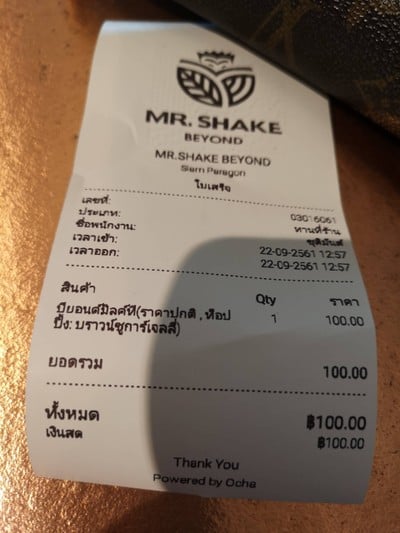 MR. SHAKE
BEYOND
MR.SHAKE BEYOND
Siam Paragon
ใบเสร็จ
เลขที่: 03016061
ประเภท: ทานที่ร้าน
ชื่อพนักงาน: ชุติมันต์
เวลาเข้า: 22-09-2561 12:57
เวลาออก: 22-09-2561 12:57
สินค้า Qty ราคา
บียอนด์มิลค์ที(ราคาปกติ , ท็อป 1 100.00
ปิ้ง: บราวน์ชูการ์เจลลี่)
ยอดรวม 100.00
ทั้งหมด ฿100.00
เงินสด ฿100.00
Thank You
Powered by Ocha